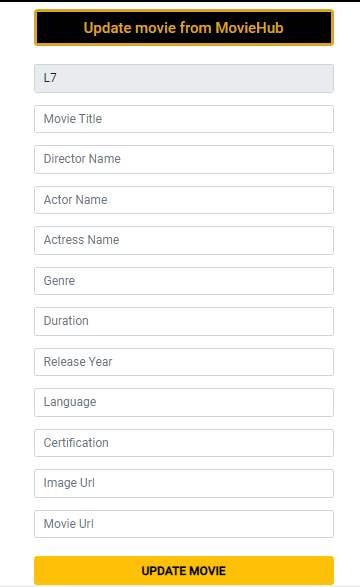 Update movie from MovieHub
L7
Movie Title
Director Name
Actor Name
Actress Name
Genre
Duration
Release Year
Language
Certification
Image Url
Movie Url
UPDATE MOVIE